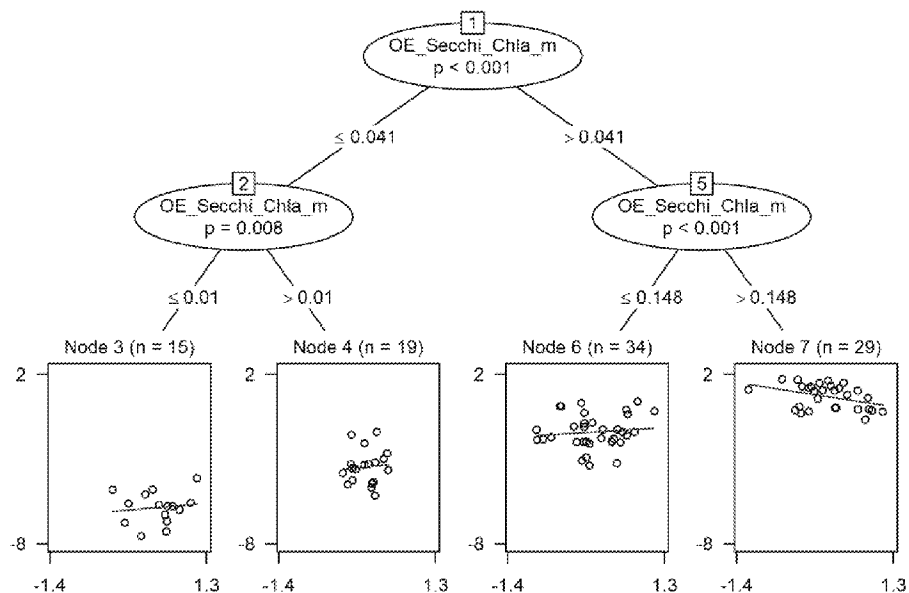 1
OE_Secchi_Chla_m
p < 0.001
≤ 0.041
> 0.041
2
OE_Secchi_Chla_m
p = 0.008
5
OE_Secchi_Chla_m
p < 0.001
≤ 0.01
> 0.01
≤ 0.148
> 0.148
Node 3 (n = 15)
Node 4 (n = 19)
Node 6 (n = 34)
Node 7 (n = 29)
2
2
2
2
-8
-8
-8
-8
-1.4
1.3
-1.4
1.3
-1.4
1.3
-1.4
1.3